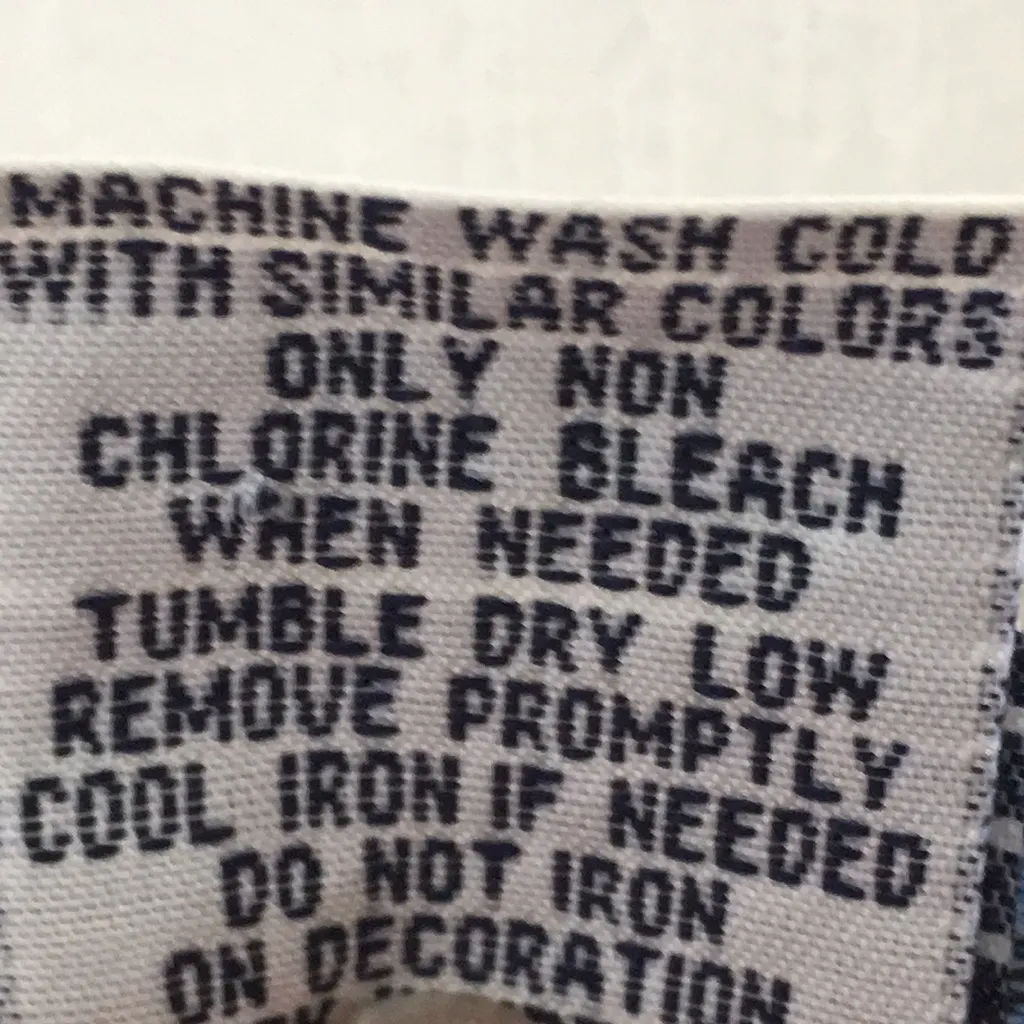 MACHINE WASH COLD
WITH SIMILAR COLORS
ONLY NON
CHLORINE BLEACH
WHEN NEEDED
TUMBLE DRY LOW
REMOVE PROMPTLY
COOL IRON IF NEEDED
DO NOT IRON
ON DECORATION